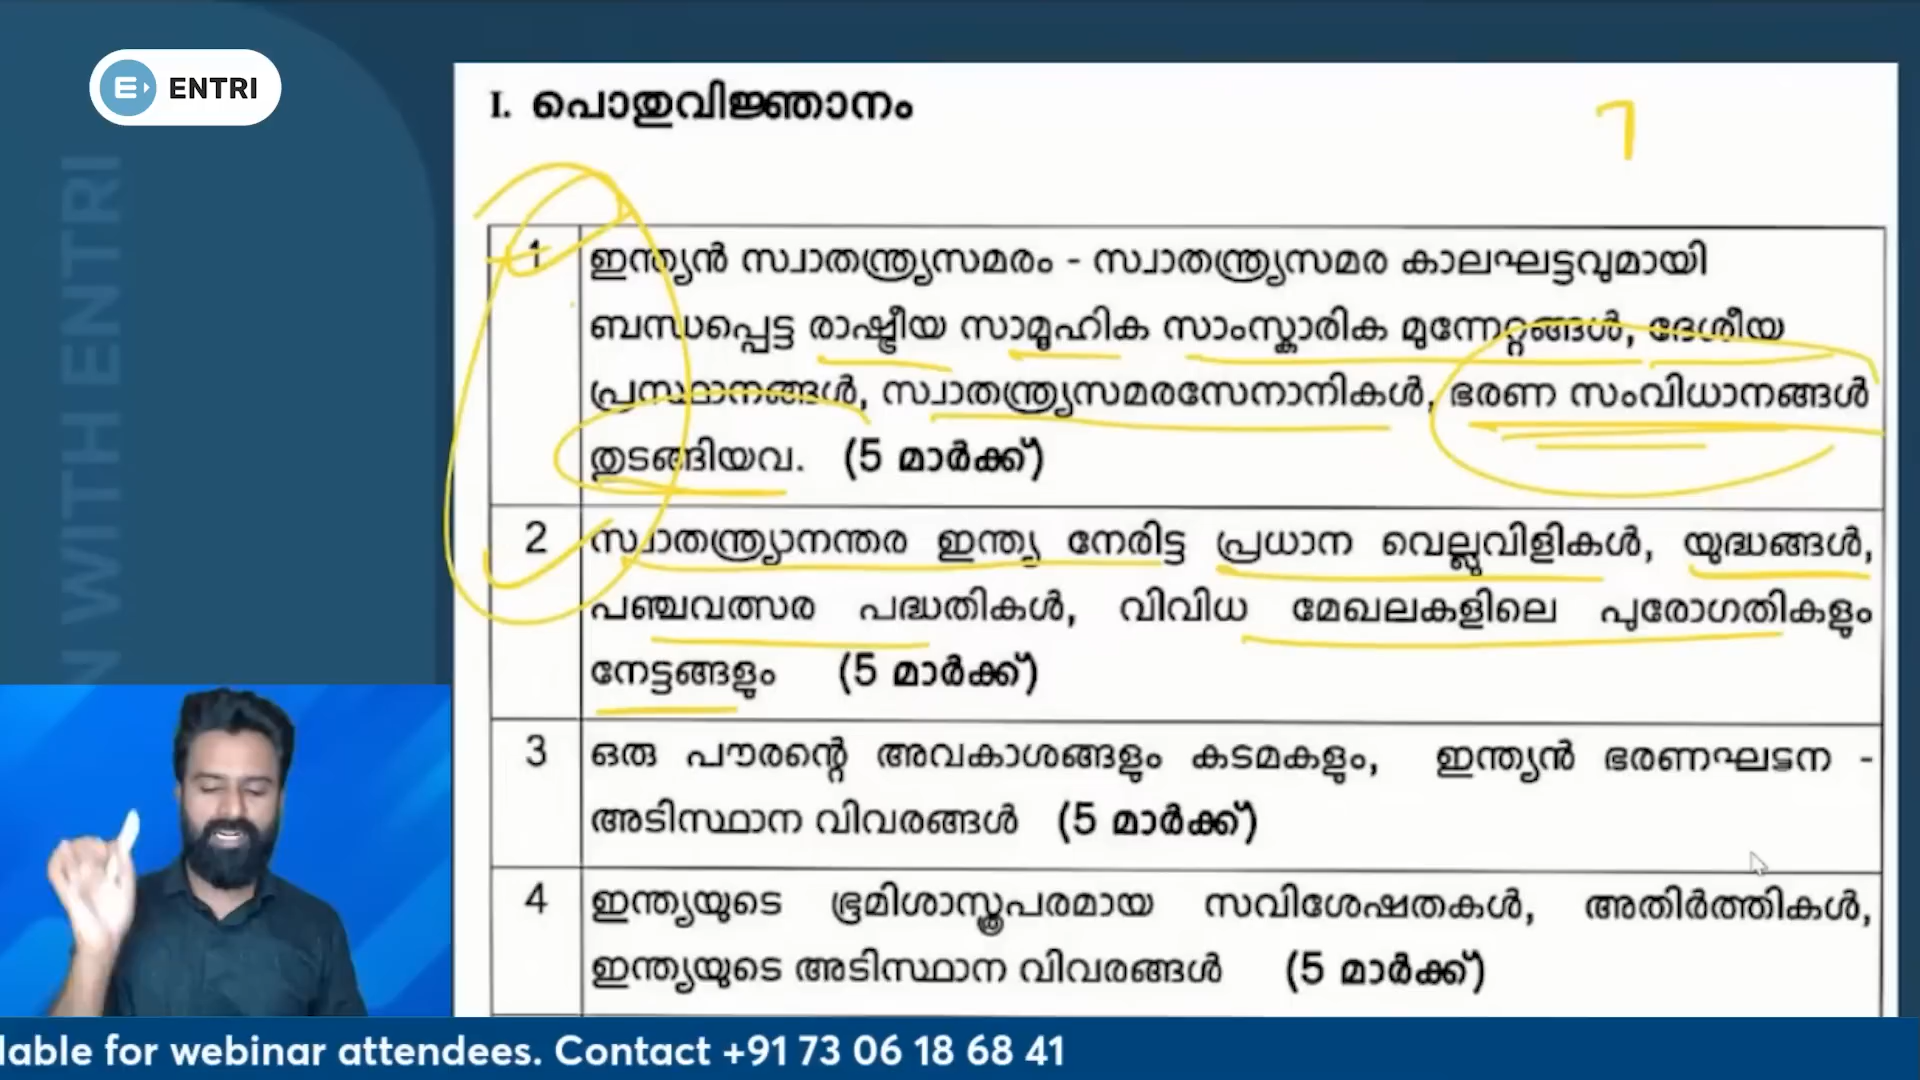 ENTRI
N WITH ENTRI
I. പൊതുവിജ്ഞാനം
7
1
ഇന്ത്യൻ സ്വാതന്ത്ര്യസമരം - സ്വാതന്ത്ര്യസമര കാലഘട്ടവുമായി
ബന്ധപ്പെട്ട രാഷ്ട്രീയ സാമൂഹിക സാംസ്കാരിക മുന്നേറ്റങ്ങൾ, ദേശീയ
പ്രസ്ഥാനങ്ങൾ, സ്വാതന്ത്ര്യസമരസേനാനികൾ, ഭരണ സംവിധാനങ്ങൾ
തുടങ്ങിയവ. (5 മാർക്ക്)
2 സ്വാതന്ത്ര്യാനന്തര ഇന്ത്യ നേരിട്ട പ്രധാന വെല്ലുവിളികൾ, യുദ്ധങ്ങൾ,
പഞ്ചവത്സര പദ്ധതികൾ, വിവിധ മേഖലകളിലെ പുരോഗതികളും
നേട്ടങ്ങളും (5 മാർക്ക്)
3 ഒരു പൗരന്റെ അവകാശങ്ങളും കടമകളും, ഇന്ത്യൻ ഭരണഘടന -
അടിസ്ഥാന വിവരങ്ങൾ (5 മാർക്ക്)
4 ഇന്ത്യയുടെ ഭൂമിശാസ്ത്രപരമായ സവിശേഷതകൾ, അതിർത്തികൾ,
ഇന്ത്യയുടെ അടിസ്ഥാന വിവരങ്ങൾ (5 മാർക്ക്)
lable for webinar attendees. Contact +91 73 06 18 68 41